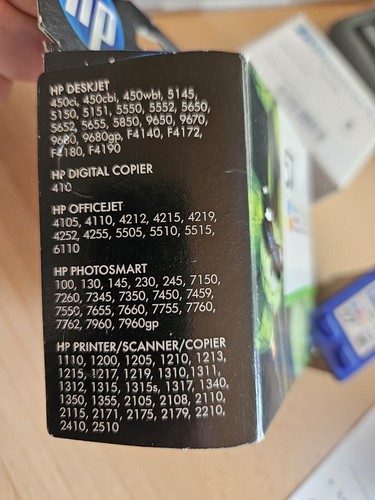 hp
HP DESKJET
450ci, 450cbi, 450wbt, 5145,
5150, 5151, 5550, 5552, 5650,
5652, 5655, 5850, 9650, 9670,
9680, 9680gp, F4140, F4172,
F4180, F4190
HP DIGITAL COPIER
410
HP OFFICEJET
4105, 4110, 4212, 4215, 4219,
4252, 4255, 5505, 5510, 5515,
6110
HP PHOTOSMART
100, 130, 145, 230, 245, 7150,
7260, 7345, 7350, 7450, 7459,
7550, 7655, 7660, 7755, 7760,
7762, 7960, 7960gp
HP PRINTER/SCANNER/COPIER
1110, 1200, 1205, 1210, 1213,
1215, 1217, 1219, 1310,1311,
1312, 1315, 1315s, 1317, 1340,
1350, 1355, 2105, 2108, 2110,
2115, 2171, 2175, 2179, 2210,
2410, 2510